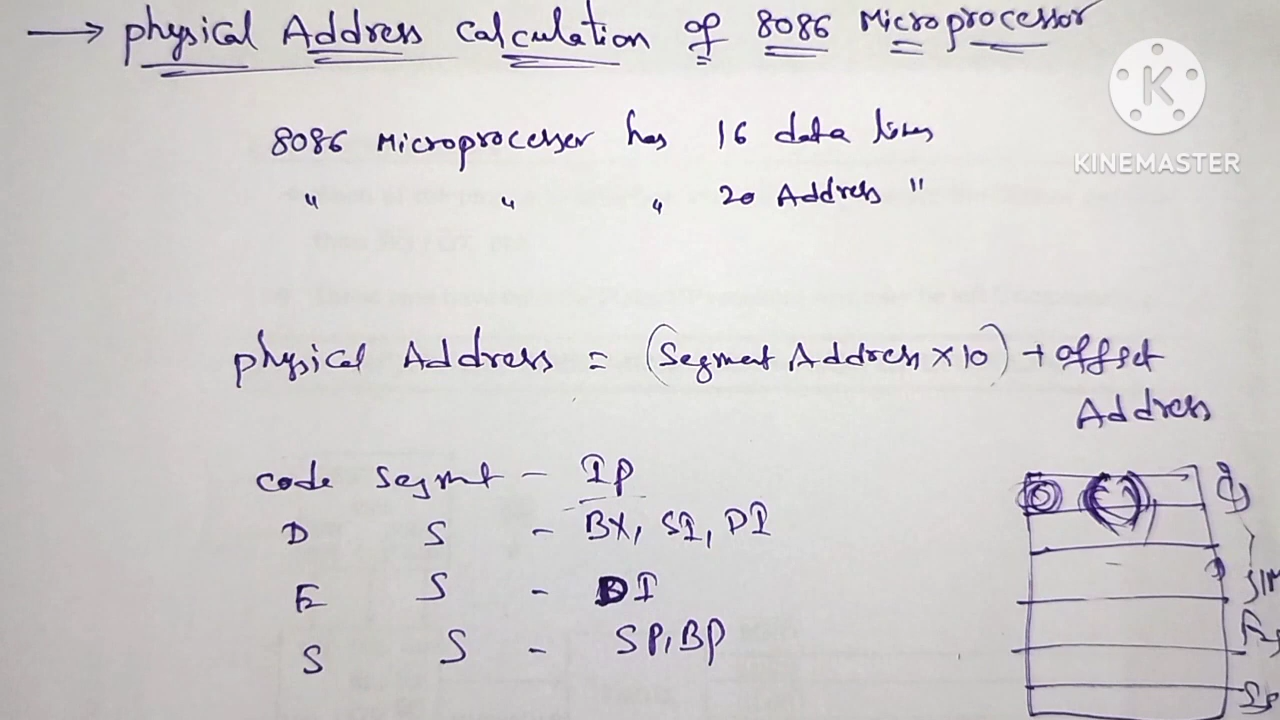 → physical Address calculation of 8086 Microprocessor
K
KINEMASTER
8086 Microprocesser has 16 data lines
" " " 20 Address "
physical Address = (Segment Address × 10) + offset
Address
code Segmt - IP
D S - BX, SI, DI
E S - DI
S S - SP, BP